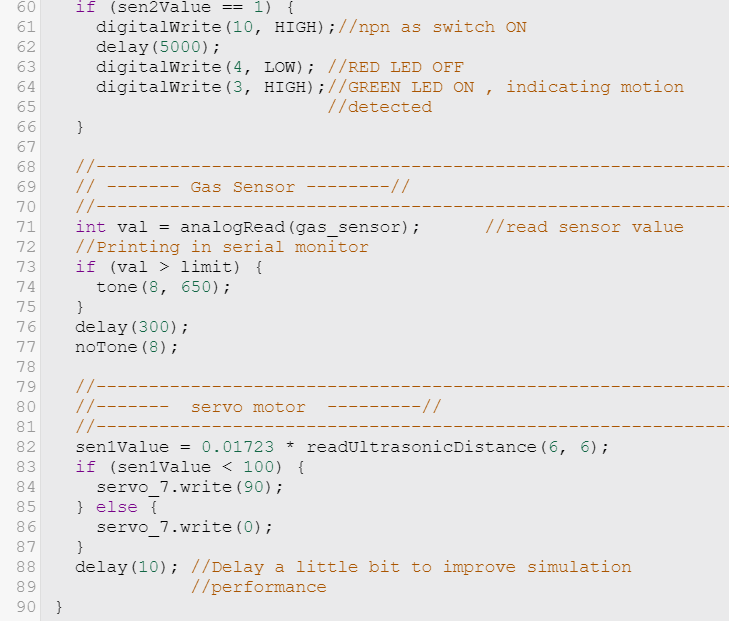 60 if (sen2Value == 1) {
61 digitalWrite(10, HIGH);//npn as switch ON
62 delay(5000);
63 digitalWrite(4, LOW); //RED LED OFF
64 digitalWrite(3, HIGH);//GREEN LED ON , indicating motion
65 //detected
66 }
67
68 //--------------------------------------------------------------
69 // ------- Gas Sensor --------//
70 //--------------------------------------------------------------
71 int val = analogRead(gas_sensor); //read sensor value
72 //Printing in serial monitor
73 if (val > limit) {
74 tone(8, 650);
75 }
76 delay(300);
77 noTone(8);
78
79 //--------------------------------------------------------------
80 //------- servo motor ---------//
81 //--------------------------------------------------------------
82 sen1Value = 0.01723 * readUltrasonicDistance(6, 6);
83 if (sen1Value < 100) {
84 servo_7.write(90);
85 } else {
86 servo_7.write(0);
87 }
88 delay(10); //Delay a little bit to improve simulation
89 //performance
90 }